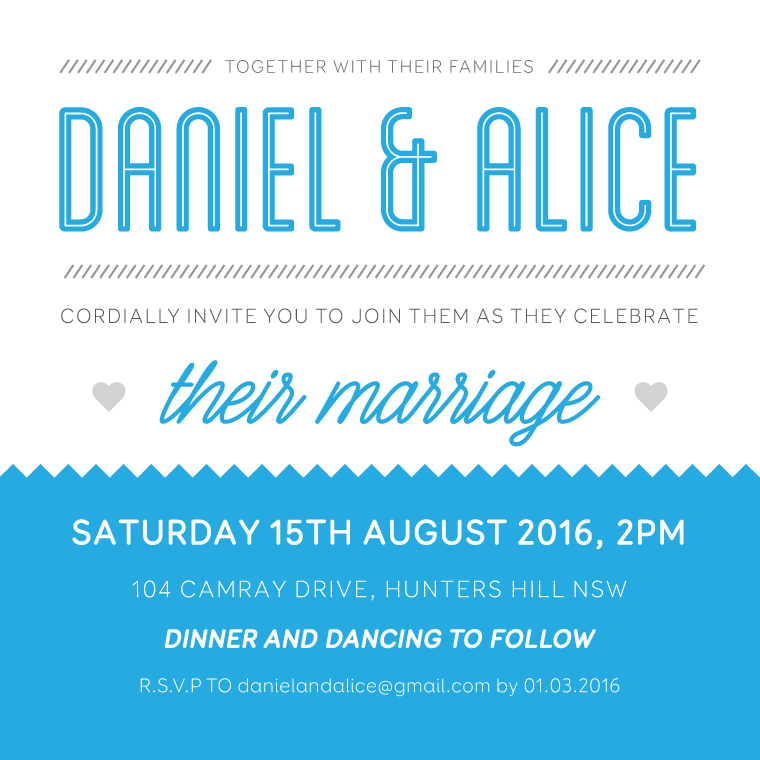 TOGETHER WITH THEIR FAMILIES
DANIEL & ALICE
CORDIALLY INVITE YOU TO JOIN THEM AS THEY CELEBRATE
their marriage
SATURDAY 15TH AUGUST 2016, 2PM
104 CAMRAY DRIVE, HUNTERS HILL NSW
DINNER AND DANCING TO FOLLOW
R.S.V.P TO danielandalice@gmail.com by 01.03.2016